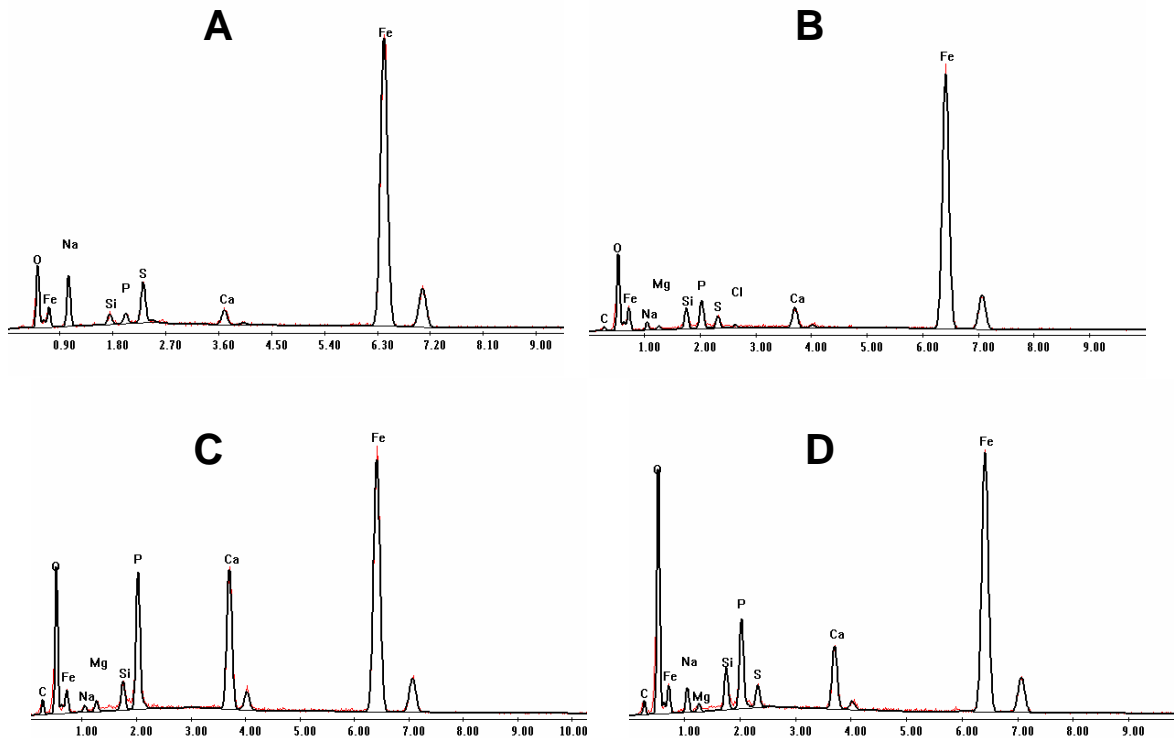 A
Fe
Na
O
Fe
Si
P
S
Ca
0.90 1.80 2.70 3.60 4.50 5.40 6.30 7.20 8.10 9.00
B
Fe
O
C
Fe
Na
Mg
Si
P
S
Cl
Ca
1.00 2.00 3.00 4.00 5.00 6.00 7.00 8.00 9.00
C
Fe
O
C
Fe
Na
Mg
Si
P
Ca
1.00 2.00 3.00 4.00 5.00 6.00 7.00 8.00 9.00 10.00
D
Fe
O
C
Fe
Na
Mg
Si
P
S
Ca
1.00 2.00 3.00 4.00 5.00 6.00 7.00 8.00 9.00